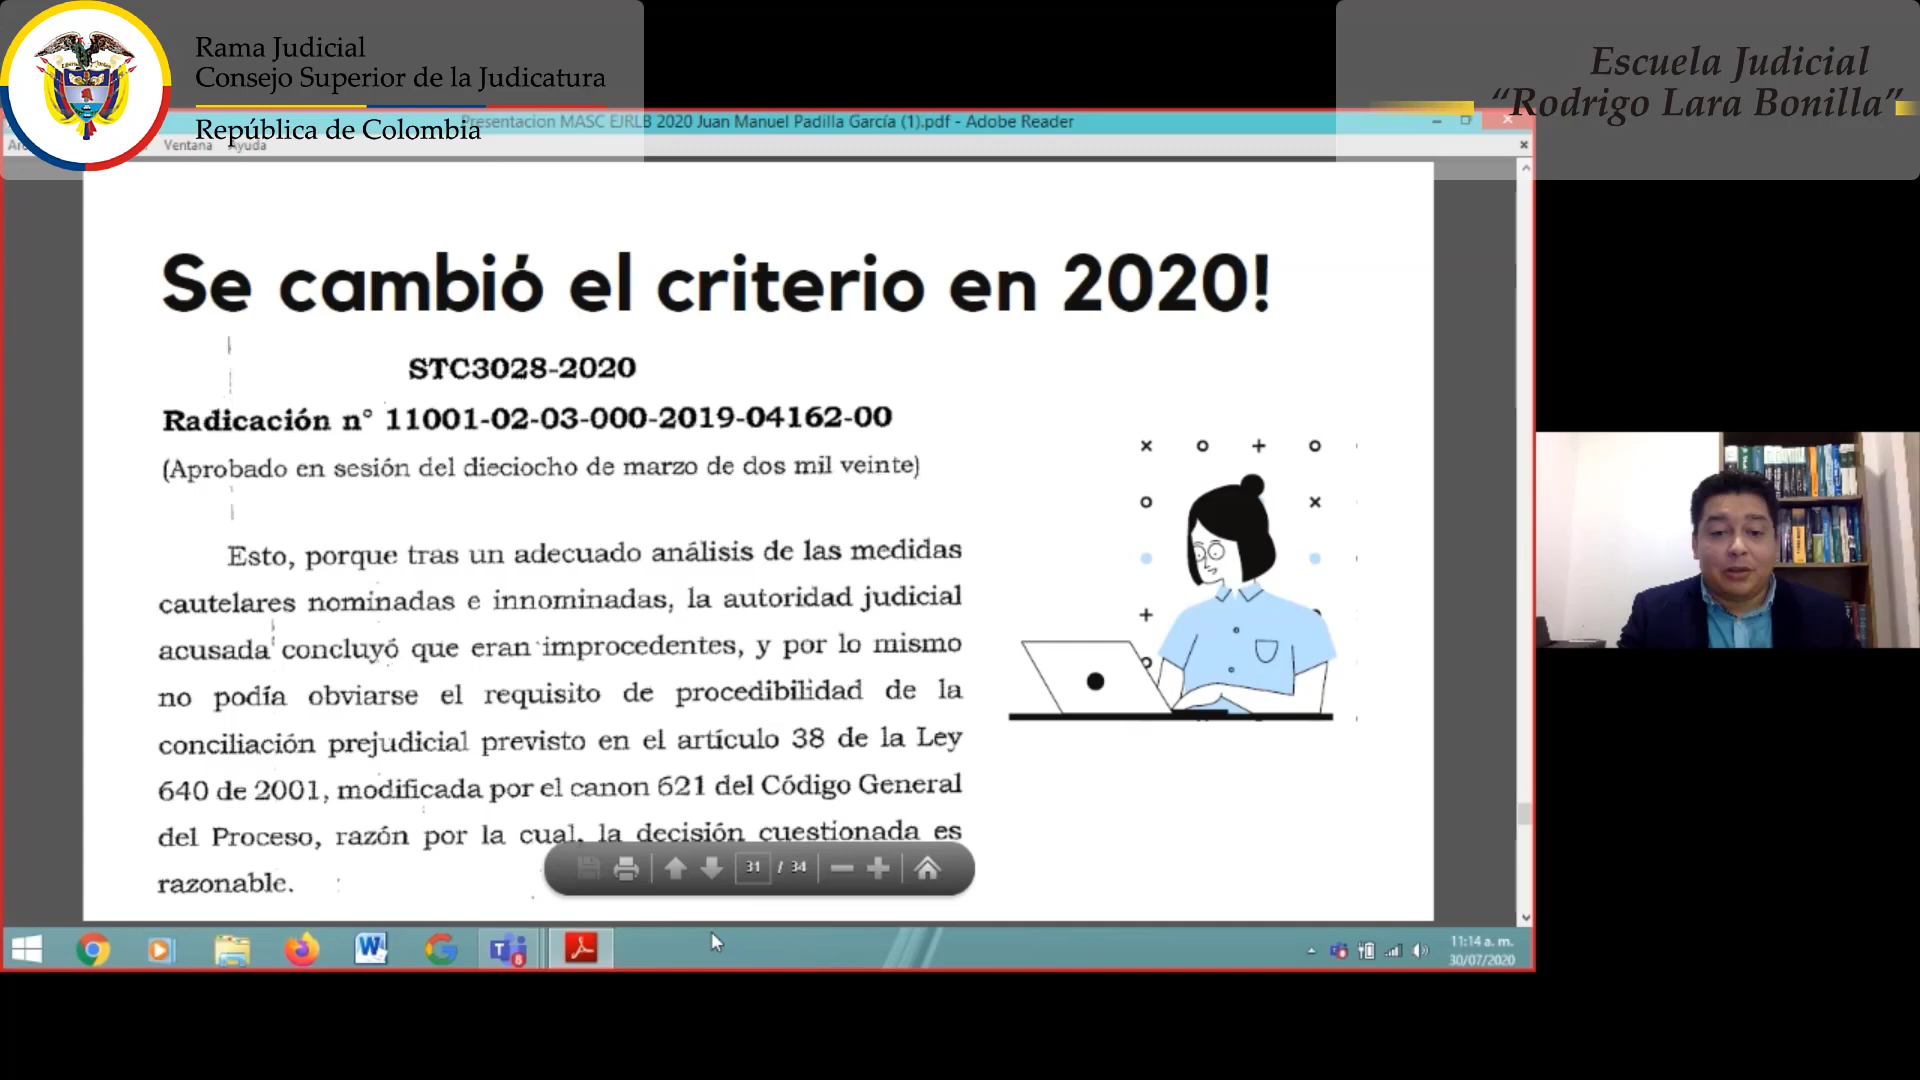 Rama Judicial
Consejo Superior de la Judicatura
República de Colombia
Escuela Judicial
“Rodrigo Lara Bonilla”
Presentacion MASC EJRLB 2020 Juan Manuel Padilla García (1).pdf - Adobe Reader
Ventana Ayuda
Se cambió el criterio en 2020!
STC3028-2020
Radicación n° 11001-02-03-000-2019-04162-00
(Aprobado en sesión del dieciocho de marzo de dos mil veinte)
Esto, porque tras un adecuado análisis de las medidas
cautelares nominadas e innominadas, la autoridad judicial
acusada concluyó que eran improcedentes, y por lo mismo
no podía obviarse el requisito de procedibilidad de la
conciliación prejudicial previsto en el artículo 38 de la Ley
640 de 2001, modificada por el canon 621 del Código General
del Proceso, razón por la cual, la decisión cuestionada es
razonable.
31 / 34
11:14 a. m.
30/07/2020